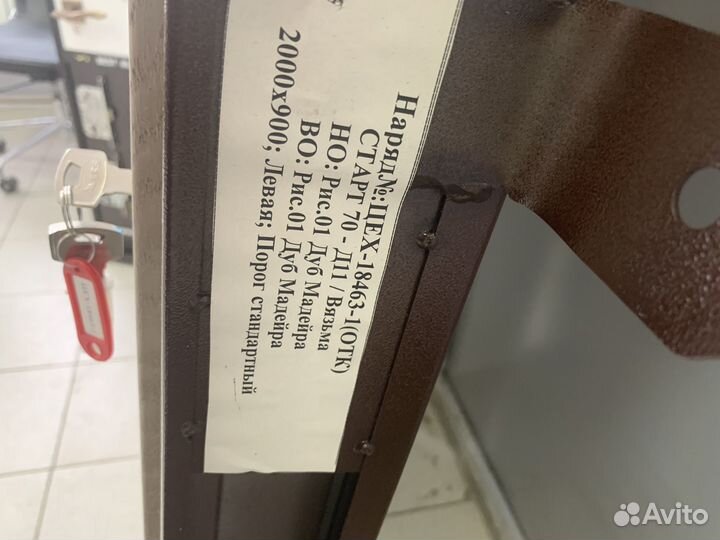 Наряд№:ЦЕХ-18463-1(ОТК)
СТАРТ 70 - Д11 / Вязьма
НО: Рис.01 Дуб Мадейра
ВО: Рис.01 Дуб Мадейра
2000x900; Левая; Порог стандартный
Avito